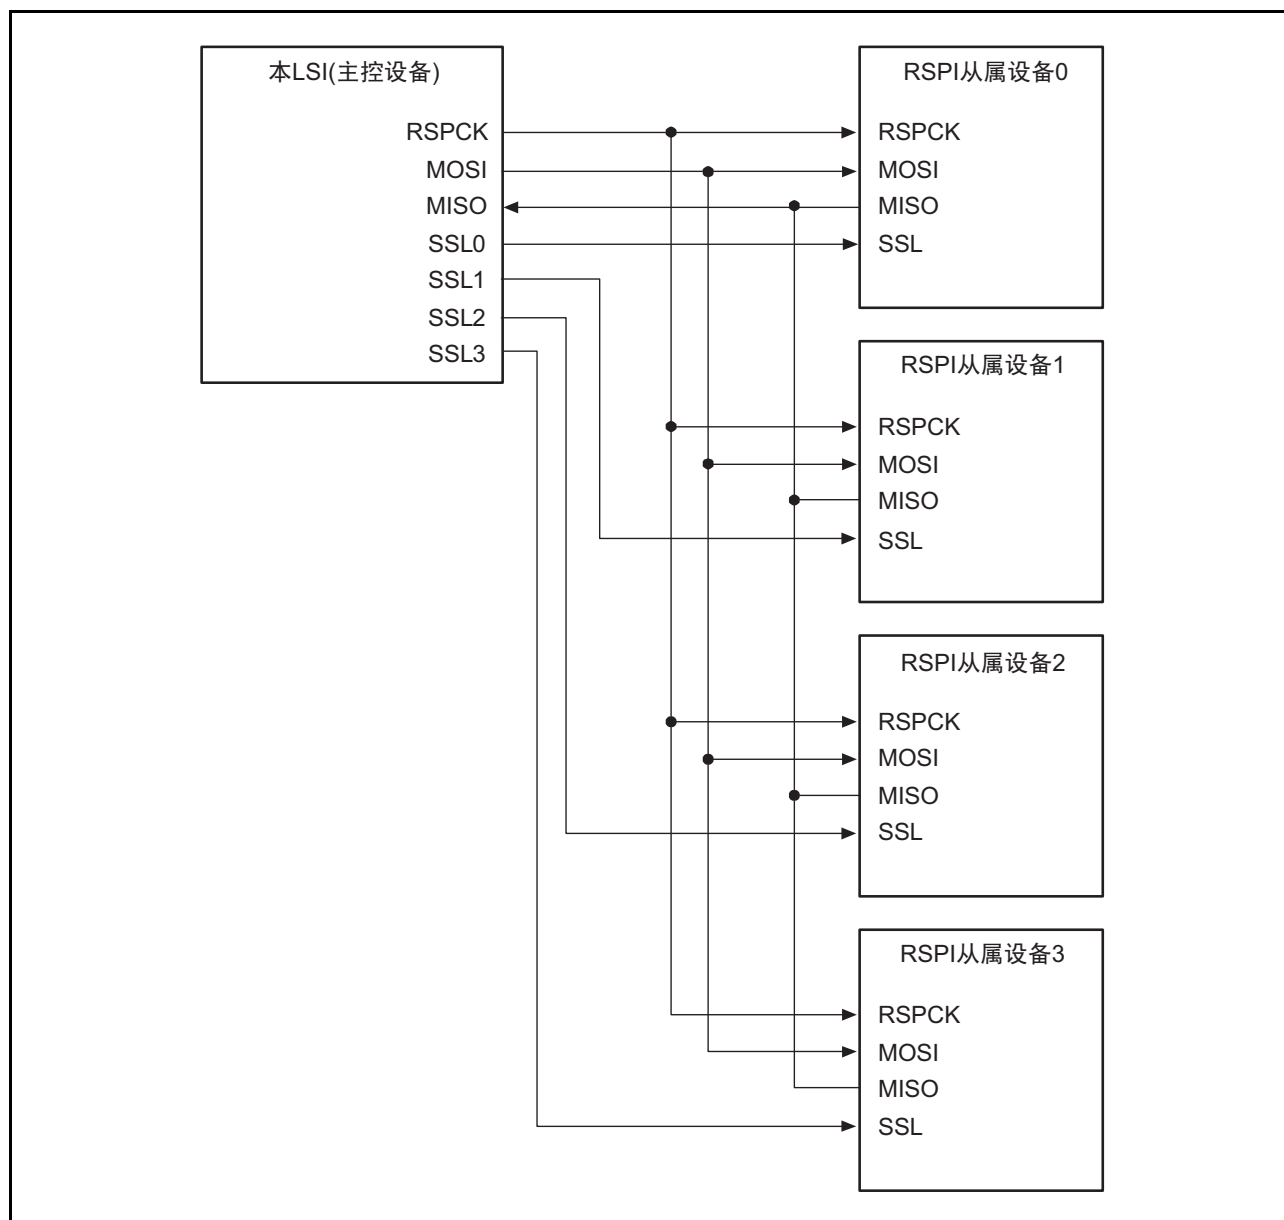 本LSI(主控设备)
RSPCK
MOSI
MISO
SSL0
SSL1
SSL2
SSL3
RSPI从属设备0
RSPCK
MOSI
MISO
SSL
RSPI从属设备1
RSPCK
MOSI
MISO
SSL
RSPI从属设备2
RSPCK
MOSI
MISO
SSL
RSPI从属设备3
RSPCK
MOSI
MISO
SSL